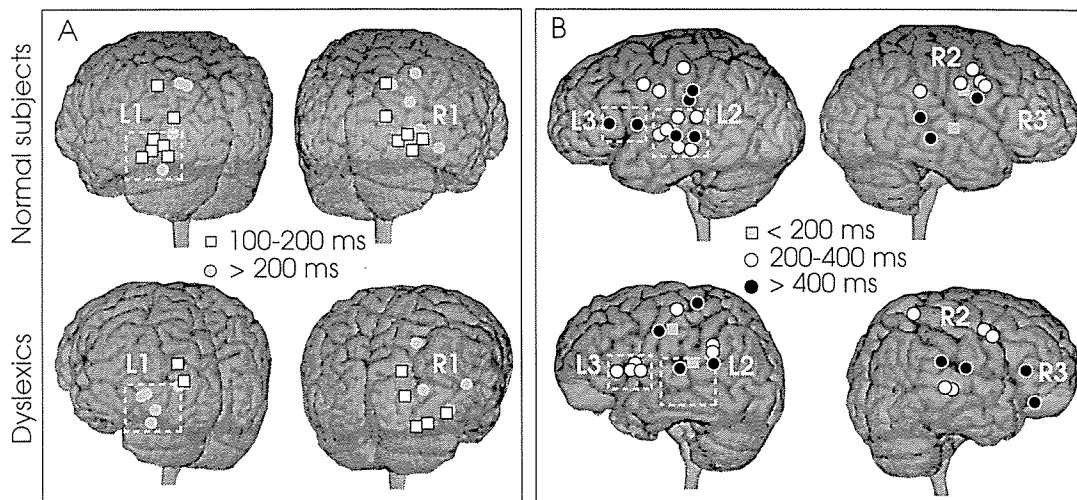 A
B
Normal subjects
L1
R1
L3
L2
R2
R3
100-200 ms
> 200 ms
< 200 ms
200-400 ms
> 400 ms
Dyslexics
L1
R1
L3
L2
R2
R3